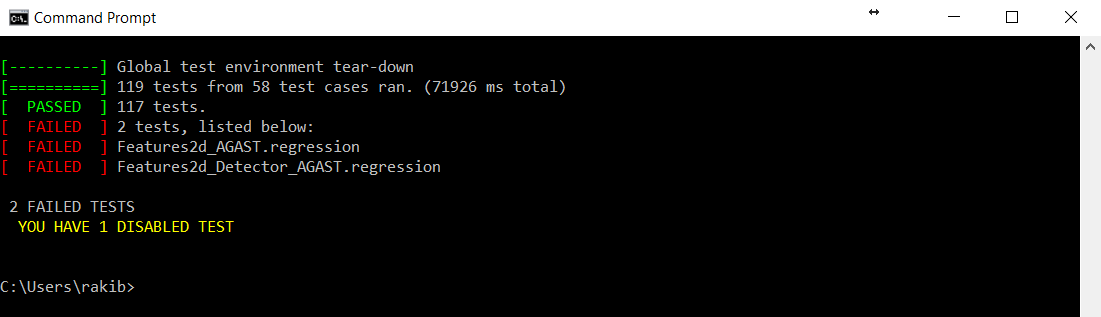 Command Prompt
[----------] Global test environment tear-down
[==========] 119 tests from 58 test cases ran. (71926 ms total)
[  PASSED  ] 117 tests.
[  FAILED  ] 2 tests, listed below:
[  FAILED  ] Features2d_AGAST.regression
[  FAILED  ] Features2d_Detector_AGAST.regression
2 FAILED TESTS
YOU HAVE 1 DISABLED TEST
C:\Users\rakib>